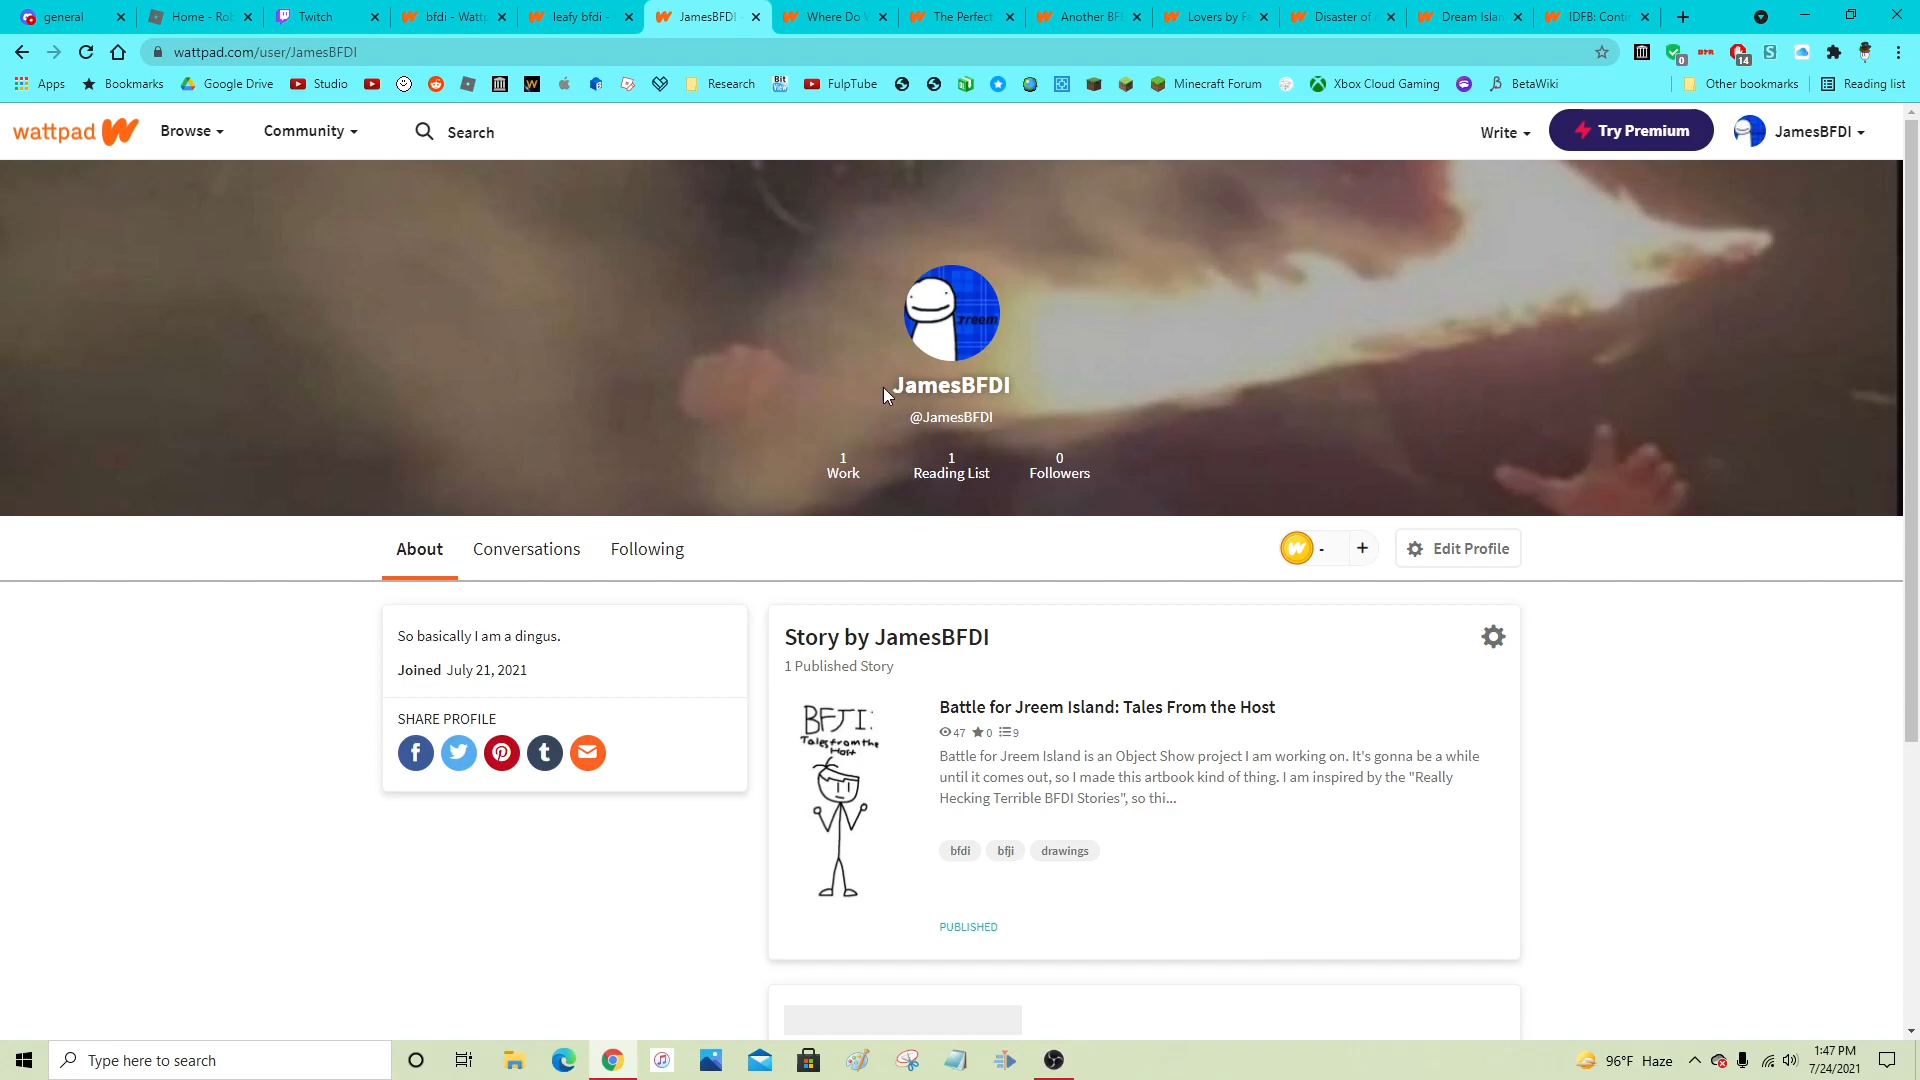 general
Home - Rob
Twitch
bfdi - Wattp
leafy bfdi -
JamesBFDI -
Where Do V
The Perfect
Another BFD
Lovers by F
Disaster of
Dream Islan
IDFB: Conti
wattpad.com/user/JamesBFDI
Apps
Bookmarks
Google Drive
Studio
Research
FulpTube
Minecraft Forum
Xbox Cloud Gaming
BetaWiki
Other bookmarks
Reading list
wattpad
Browse
Community
Search
Write
Try Premium
JamesBFDI
Jreem
JamesBFDI
@JamesBFDI
1 1 0
Work Reading List Followers
About Conversations Following
-
+
Edit Profile
So basically I am a dingus.
Joined July 21, 2021
SHARE PROFILE
Story by JamesBFDI
1 Published Story
BFJI:
Tales from the
Host
Battle for Jreem Island: Tales From the Host
47 0 9
Battle for Jreem Island is an Object Show project I am working on. It's gonna be a while
until it comes out, so I made this artbook kind of thing. I am inspired by the "Really
Hecking Terrible BFDI Stories", so thi...
bfdi bfji drawings
PUBLISHED
Type here to search
96°F Haze
1:47 PM
7/24/2021